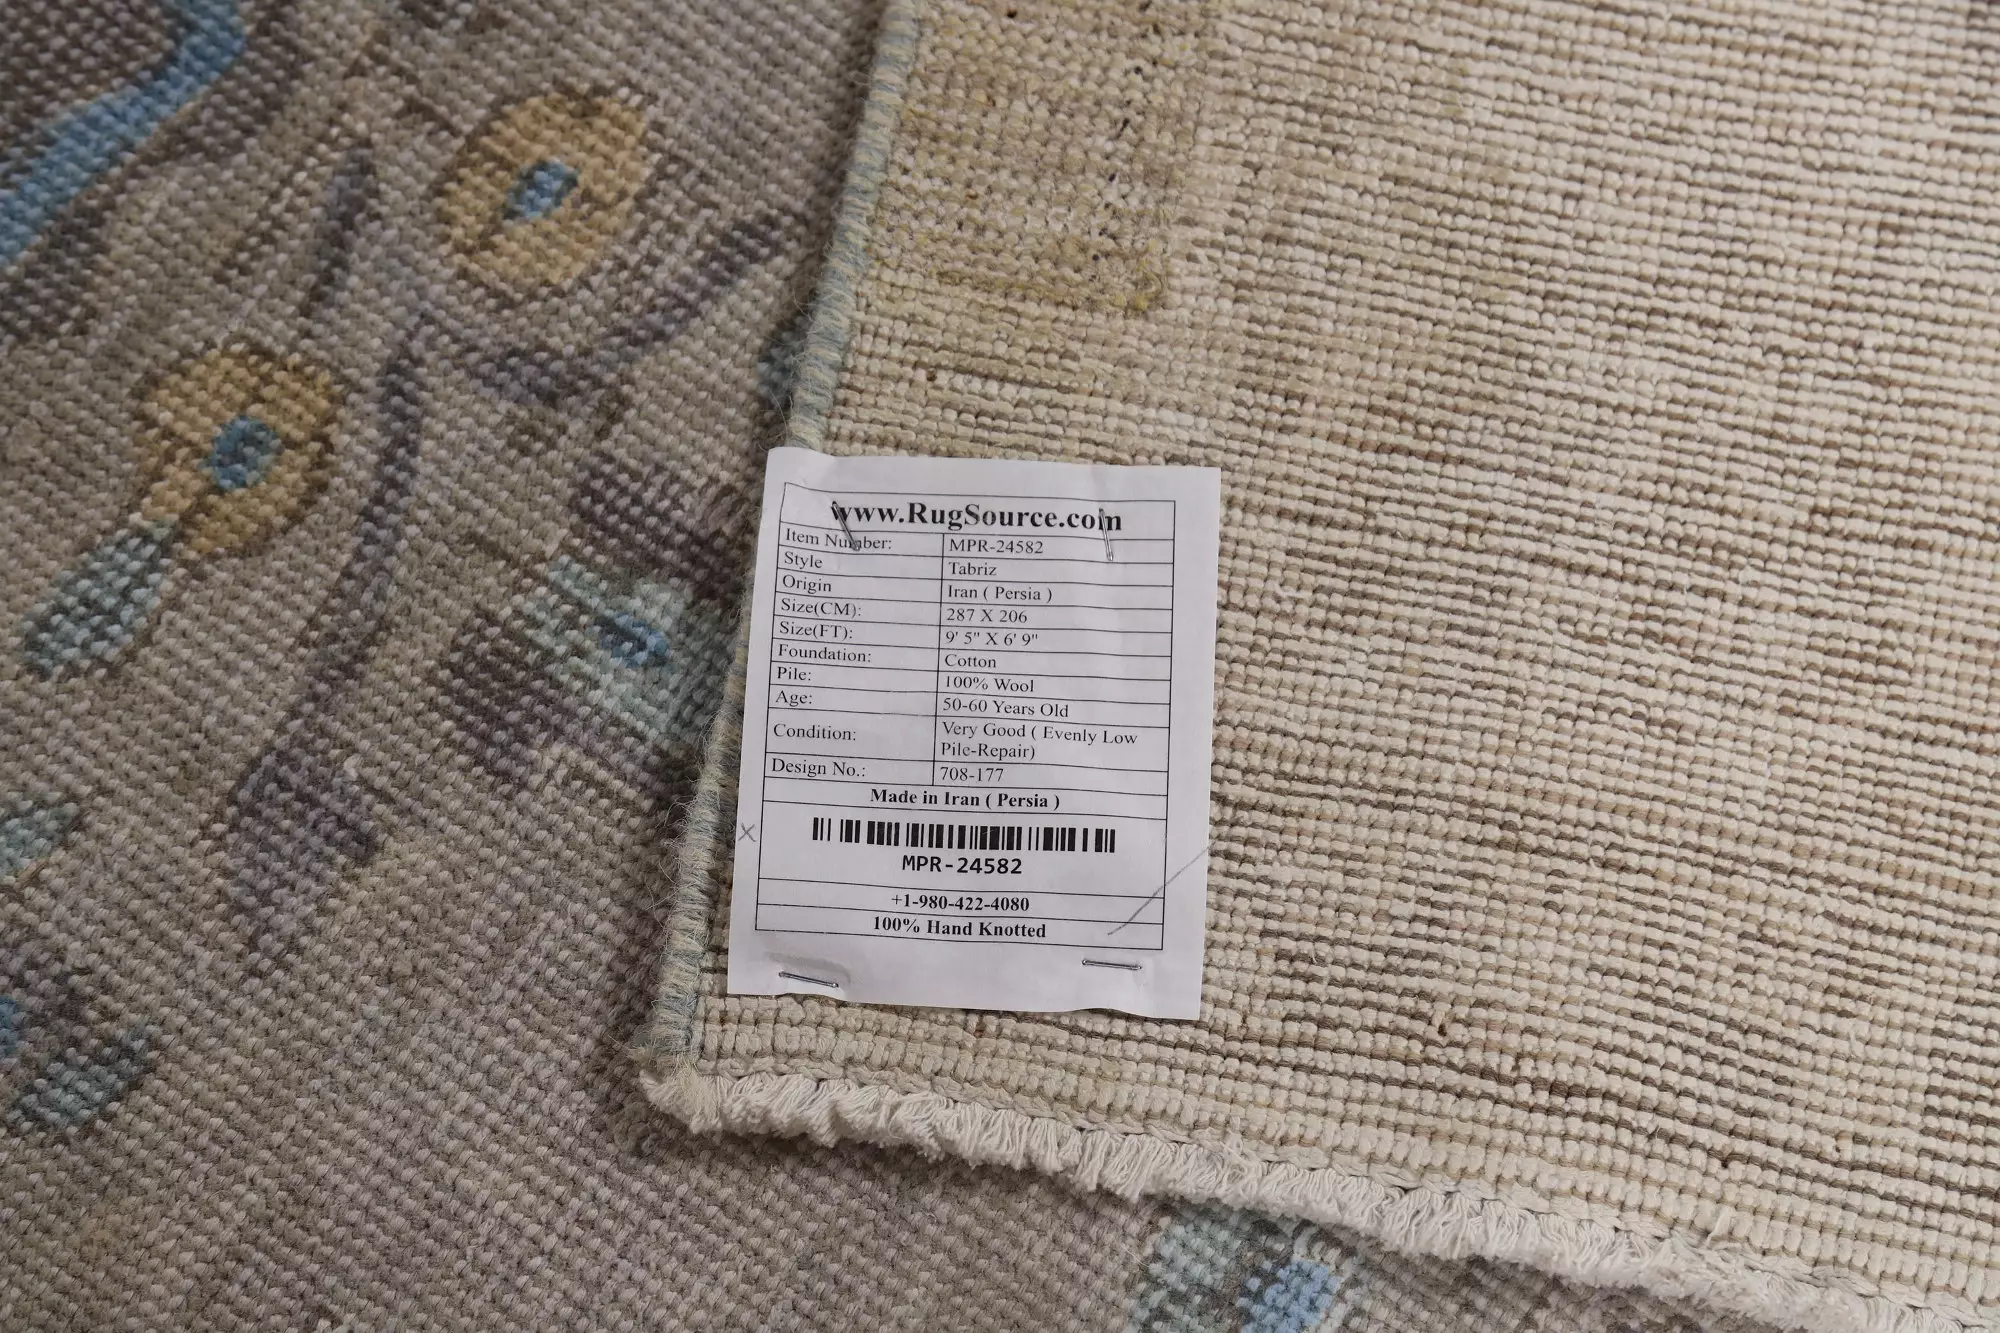 www.RugSource.com
Item Number: MPR-24582
Style Tabriz
Origin Iran ( Persia )
Size(CM): 287 X 206
Size(FT): 9' 5" X 6' 9"
Foundation: Cotton
Pile: 100% Wool
Age: 50-60 Years Old
Condition: Very Good ( Evenly Low
Pile-Repair)
Design No.: 708-177
Made in Iran ( Persia )
MPR-24582
+1-980-422-4080
100% Hand Knotted
x